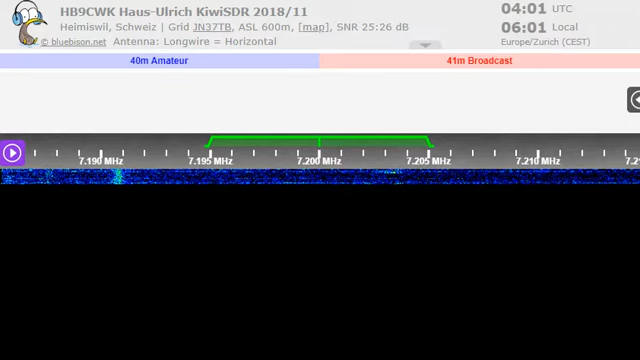 HB9CWK Haus-Ulrich KiwiSDR 2018/11
04:01 UTC
Heimiswil, Schweiz | Grid JN37TB, ASL 600m, [map], SNR 25:26 dB
06:01 Local
© bluebison.net Antenna: Longwire = Horizontal
Europe/Zurich (CEST)
40m Amateur 41m Broadcast
7.190 MHz 7.195 MHz 7.200 MHz 7.205 MHz 7.210 MHz